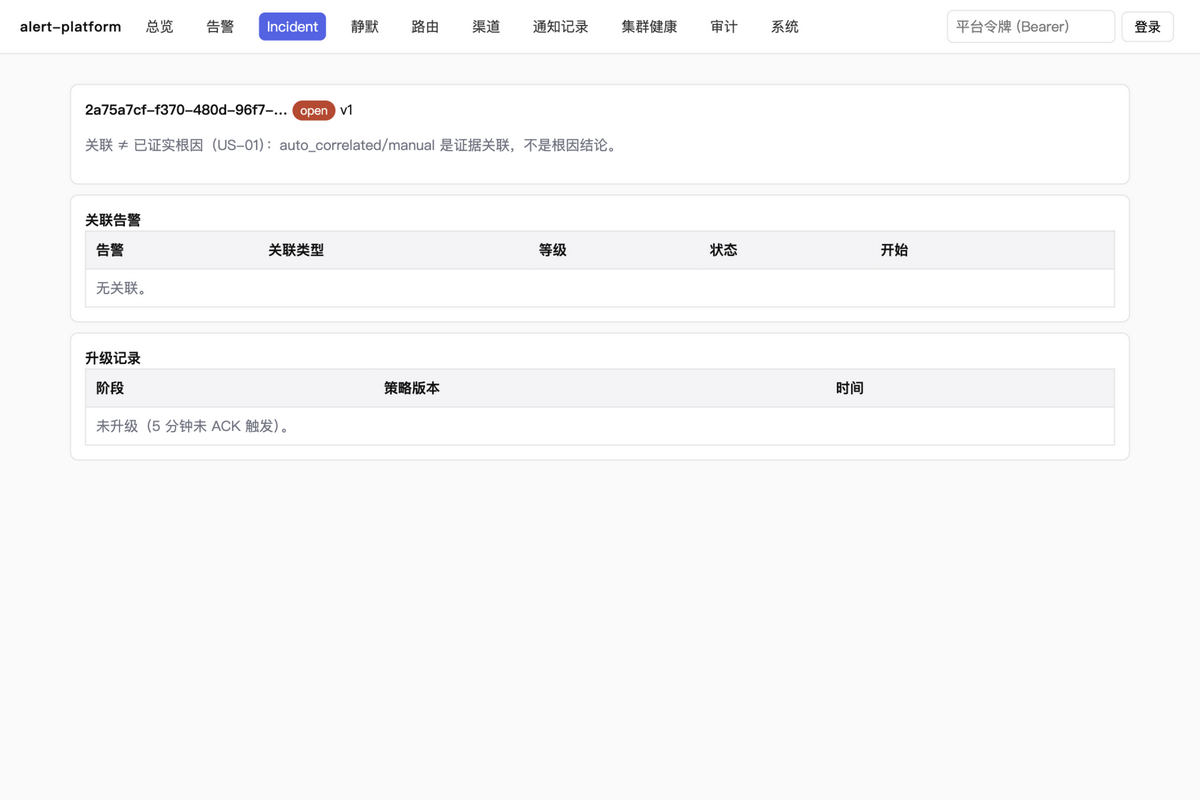 alert-platform 总览 告警 Incident 静默 路由 渠道 通知记录 集群健康 审计 系统 平台令牌 (Bearer) 登录
2a75a7cf-f370-480d-96f7-... open v1
关联 ≠ 已证实根因（US-01）：auto_correlated/manual 是证据关联，不是根因结论。
关联告警
告警 关联类型 等级 状态 开始
无关联。
升级记录
阶段 策略版本 时间
未升级（5 分钟未 ACK 触发）。